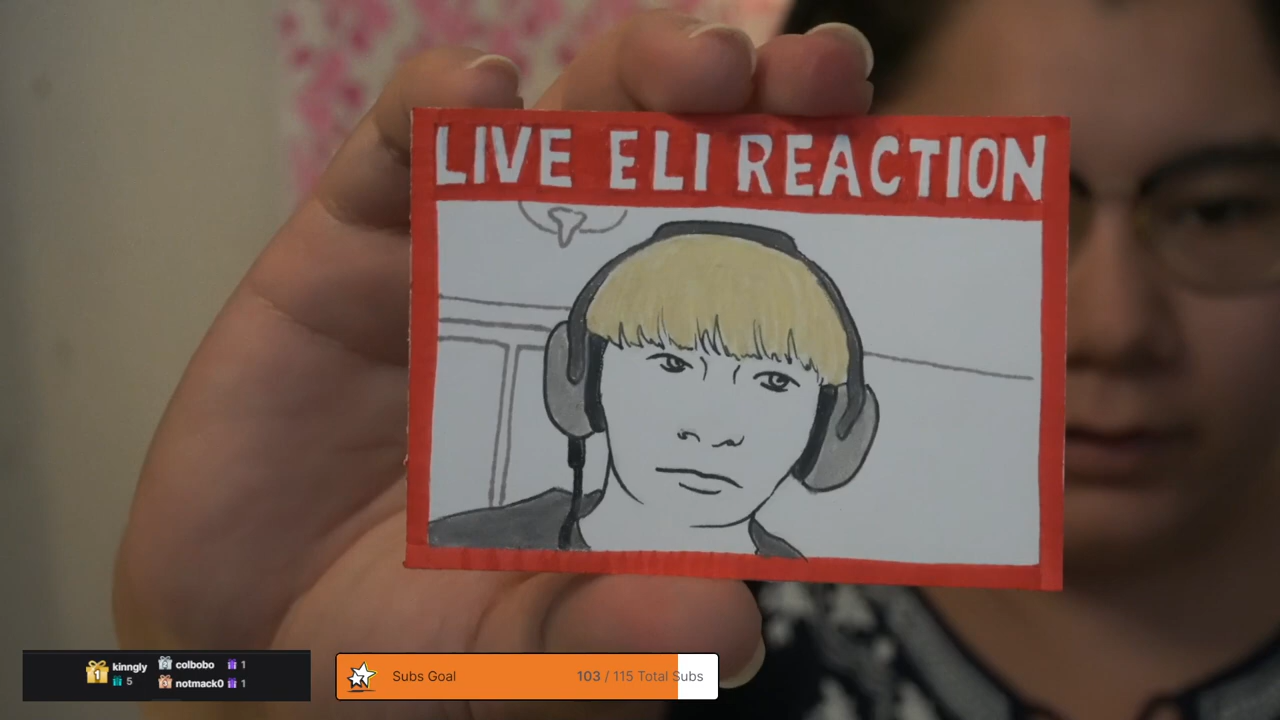 LIVE ELI REACTION
1 kinngly 5
colbobo 1
notmack0 1
Subs Goal 103 / 115 Total Subs